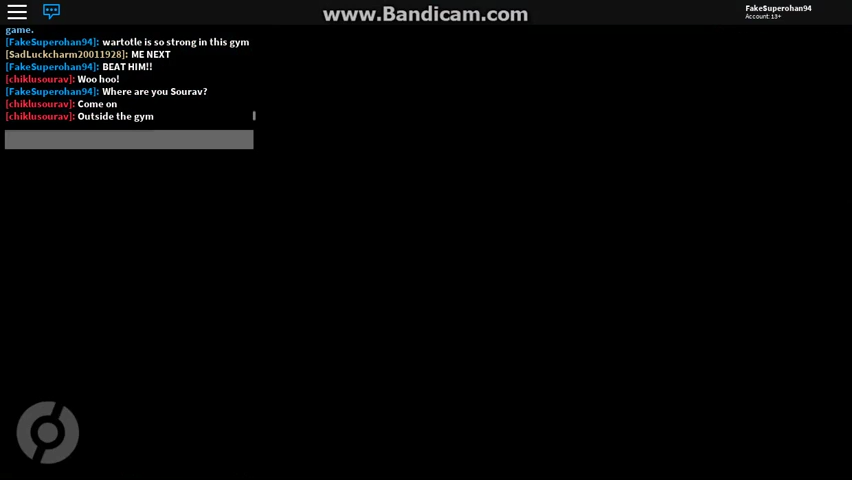 www.Bandicam.com
FakeSuperohan94
Account: 13+
game.
[FakeSuperohan94]: wartotle is so strong in this gym
[SadLuckcharm20011928]: ME NEXT
[FakeSuperohan94]: BEAT HIM!!
[chiklusourav]: Woo hoo!
[FakeSuperohan94]: Where are you Sourav?
[chiklusourav]: Come on
[chiklusourav]: Outside the gym